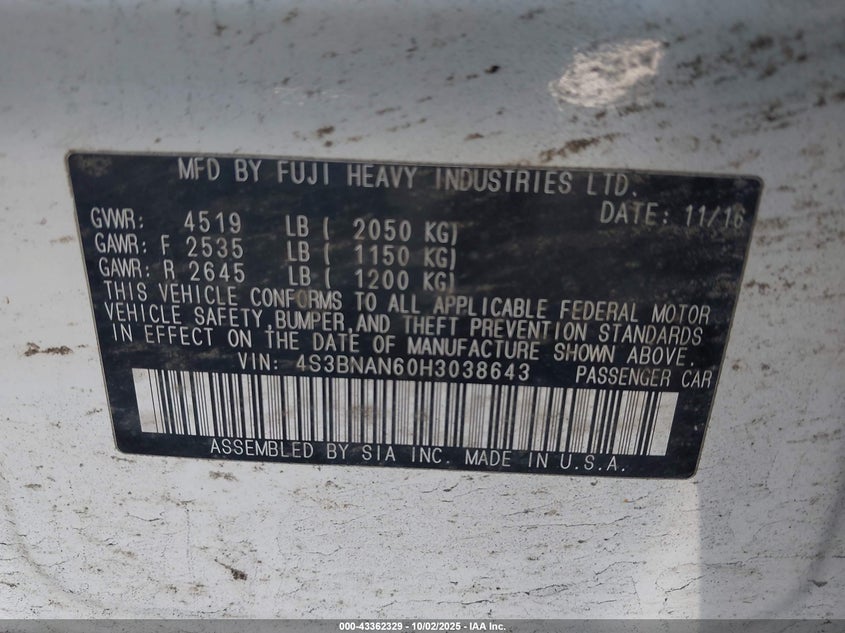 MFD BY FUJI HEAVY INDUSTRIES LTD.
DATE: 11/16
GVWR: 4519 LB ( 2050 KG)
GAWR: F 2535 LB ( 1150 KG)
GAWR: R 2645 LB ( 1200 KG)
THIS VEHICLE CONFORMS TO ALL APPLICABLE FEDERAL MOTOR
VEHICLE SAFETY, BUMPER, AND THEFT PREVENTION STANDARDS
IN EFFECT ON THE DATE OF MANUFACTURE SHOWN ABOVE.
VIN: 4S3BNAN60H3038643 PASSENGER CAR
ASSEMBLED BY SIA INC. MADE IN U.S.A.
000-43362329 - 10/02/2025 - IAA Inc.